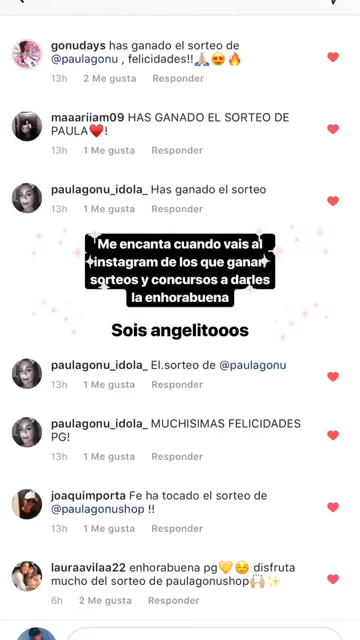 gonudays has ganado el sorteo de
@paulagonu , felicidades!!🙏🏼😍🔥
13h 2 Me gusta Responder
maaariiam09 HAS GANADO EL SORTEO DE
PAULA♥️!
13h 1 Me gusta Responder
paulagonu_idola_ Has ganado el sorteo
13h 1 Me gusta Responder
Me encanta cuando vais al
instagram de los que ganan
sorteos y concursos a darles
la enhorabuena
Sois angelitooos
paulagonu_idola_ El.sorteo de @paulagonu
13h 1 Me gusta Responder
paulagonu_idola_ MUCHISIMAS FELICIDADES
PG!
13h 1 Me gusta Responder
joaquimporta Fe ha tocado el sorteo de
@paulagonushop !!
13h 1 Me gusta Responder
lauraavilaa22 enhorabuena pg💛☺️ disfruta
mucho del sorteo de paulagonushop🙌🏼✨
6h 2 Me gusta Responder